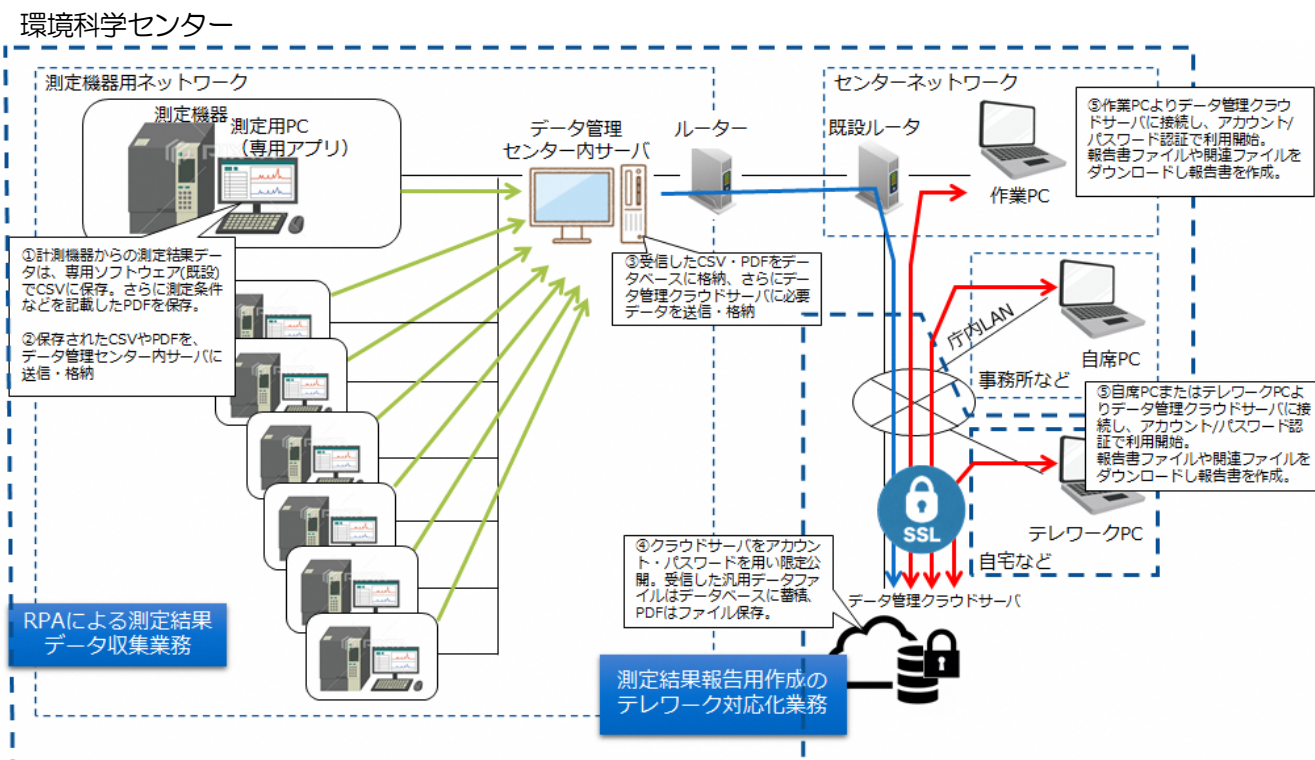 環境科学センター
測定機器用ネットワーク
測定機器
測定用PC
(専用アプリ)
データ管理
センター内サーバ
ルーター
センターネットワーク
既設ルータ
作業PC
⑤作業PCよりデータ管理クラウ
ドサーバに接続し、アカウント/
パスワード認証で利用開始。
報告書ファイルや関連ファイルを
ダウンロードし報告書を作成。
①計測機器からの測定結果デー
タは、専用ソフトウェア(既設)
でCSVに保存。さらに測定条件
などを記載したPDFを保存。
②保存されたCSVやPDFを、
データ管理センター内サーバに
送信・格納
③受信したCSV・PDFをデー
タベースに格納、さらにデー
タ管理クラウドサーバに必要
データを送信・格納
庁内LAN
自席PC
事務所など
⑤自席PCまたはテレワークPCよ
りデータ管理クラウドサーバに接
続し、アカウント/パスワード認
証で利用開始。
報告書ファイルや関連ファイルを
ダウンロードし報告書を作成。
SSL
テレワークPC
自宅など
④クラウドサーバをアカウン
ト・パスワードを用い限定公
開。受信した汎用データファ
イルはデータベースに蓄積、
PDFはファイル保存。
データ管理クラウドサーバ
RPAによる測定結果
データ収集業務
測定結果報告用作成の
テレワーク対応化業務